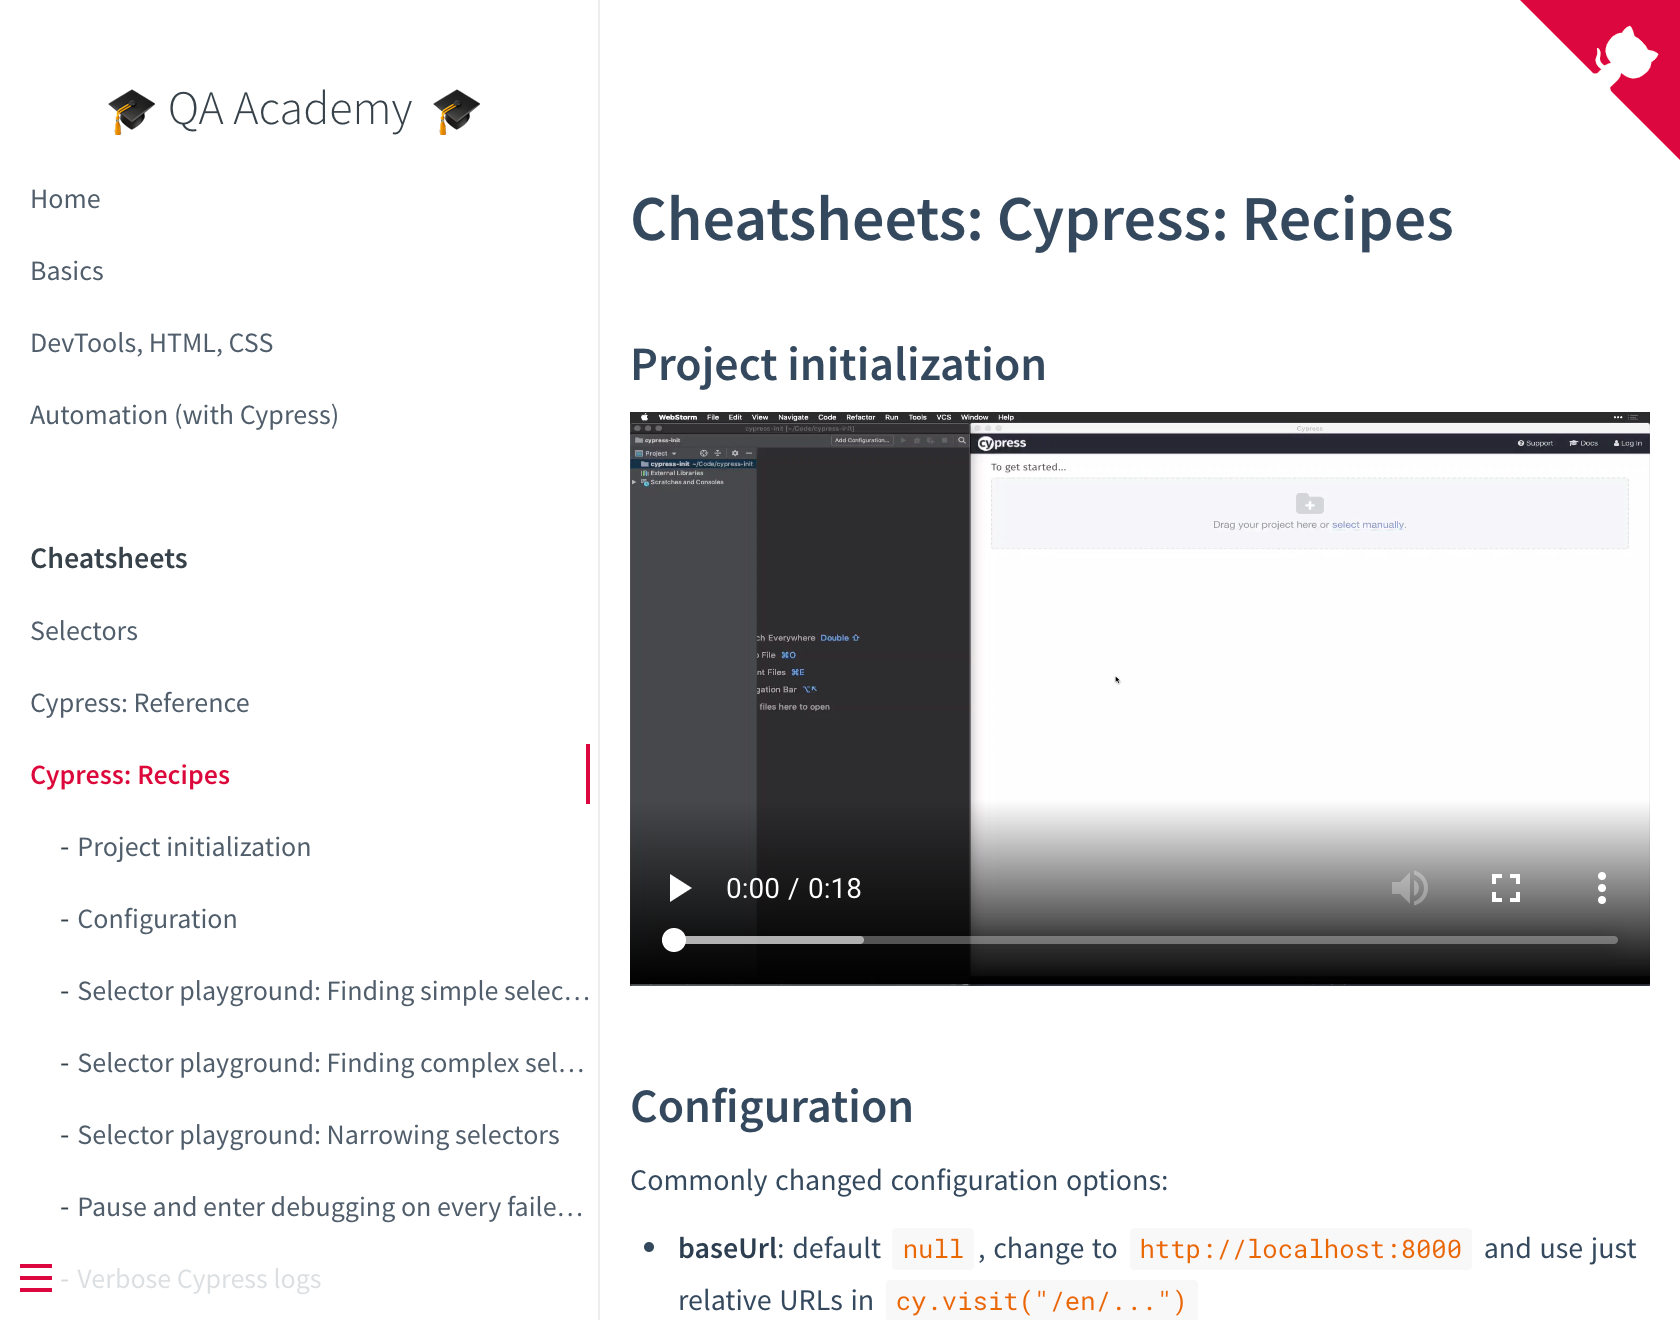 QA Academy
Home
Basics
DevTools, HTML, CSS
Automation (with Cypress)
Cheatsheets
Selectors
Cypress: Reference
Cypress: Recipes
- Project initialization
- Configuration
- Selector playground: Finding simple selec…
- Selector playground: Finding complex sel…
- Selector playground: Narrowing selectors
- Pause and enter debugging on every faile…
- Verbose Cypress logs
Cheatsheets: Cypress: Recipes
Project initialization
WebStorm File Edit View Navigate Code Refactor Run Tools VCS Window Help
cypress-init [~/Code/cypress-init]
Cypress
cypress-init
Add Configuration...
cypress
Support Docs Log In
Project
cypress-init ~/Code/cypress-init
External Libraries
Scratches and Consoles
To get started...
Drag your project here or select manually.
ch Everywhere Double ⇧
File ⌘O
nt Files ⌘E
gation Bar ⌥↖
files here to open
0:00 / 0:18
Configuration
Commonly changed configuration options:
• baseUrl: default null , change to http://localhost:8000 and use just
relative URLs in cy.visit("/en/...")